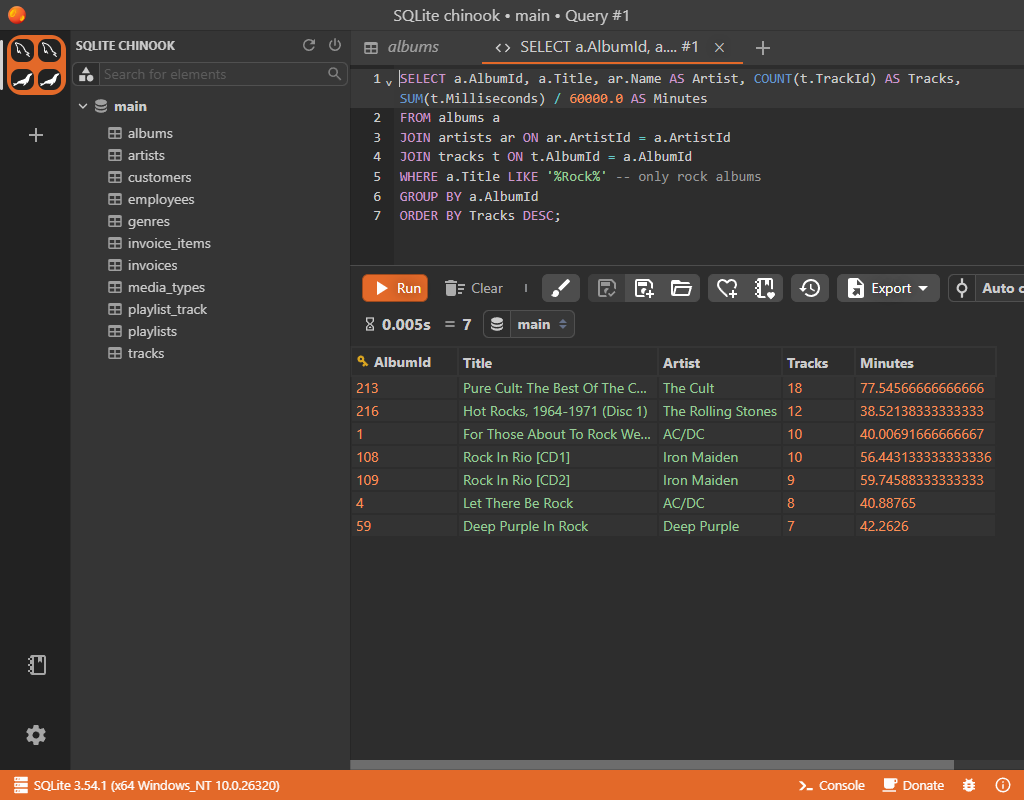 SQLite chinook • main • Query #1
SQLITE CHINOOK
Search for elements
main
albums
artists
customers
employees
genres
invoice_items
invoices
media_types
playlist_track
playlists
tracks
albums
SELECT a.AlbumId, a.... #1
1 SELECT a.AlbumId, a.Title, ar.Name AS Artist, COUNT(t.TrackId) AS Tracks,
SUM(t.Milliseconds) / 60000.0 AS Minutes
2 FROM albums a
3 JOIN artists ar ON ar.ArtistId = a.ArtistId
4 JOIN tracks t ON t.AlbumId = a.AlbumId
5 WHERE a.Title LIKE '%Rock%' -- only rock albums
6 GROUP BY a.AlbumId
7 ORDER BY Tracks DESC;
Run Clear Export Auto c
0.005s = 7 main
AlbumId Title Artist Tracks Minutes
213 Pure Cult: The Best Of The C... The Cult 18 77.54566666666666
216 Hot Rocks, 1964-1971 (Disc 1) The Rolling Stones 12 38.52138333333333
1 For Those About To Rock We... AC/DC 10 40.00691666666667
108 Rock In Rio [CD1] Iron Maiden 10 56.443133333333336
109 Rock In Rio [CD2] Iron Maiden 9 59.74588333333333
4 Let There Be Rock AC/DC 8 40.88765
59 Deep Purple In Rock Deep Purple 7 42.2626
SQLite 3.54.1 (x64 Windows_NT 10.0.26320) Console Donate